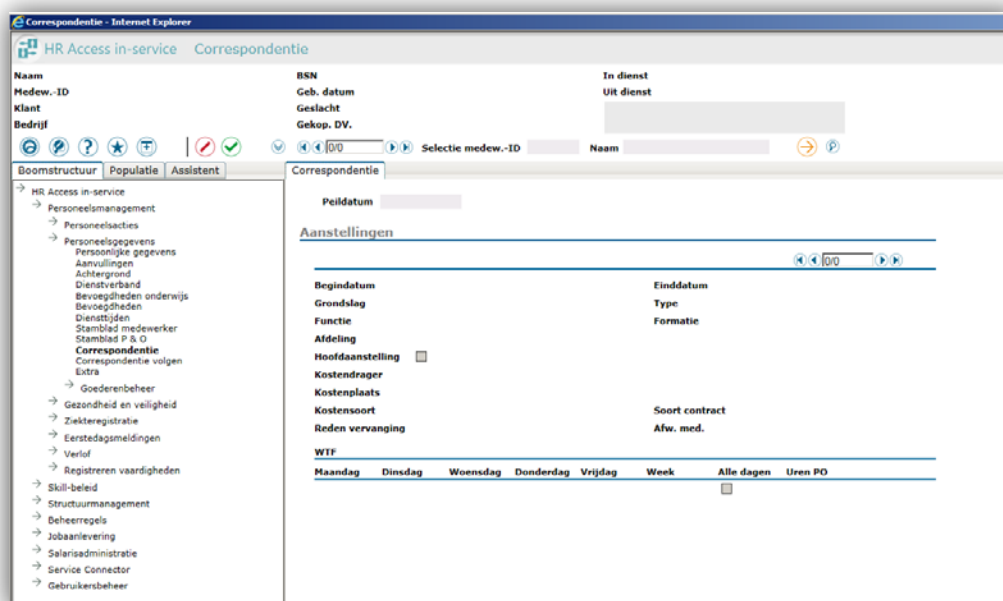 Correspondentie - Internet Explorer
HR Access in-service Correspondentie
Naam BSN In dienst
Medew.-ID Geb. datum Uit dienst
Klant Geslacht
Bedrijf Gekop. DV.
0/0 Selectie medew.-ID Naam
Boomstructuur Populatie Assistent
HR Access in-service
Personeelsmanagement
Personeelsacties
Personeelsgegevens
Persoonlijke gegevens
Aanvullingen
Achtergrond
Dienstverband
Bevoegdheden onderwijs
Bevoegdheden
Diensttijden
Stamblad medewerker
Stamblad P & O
Correspondentie
Correspondentie volgen
Extra
Goederenbeheer
Gezondheid en veiligheid
Ziekteregistratie
Eerstedagsmeldingen
Verlof
Registreren vaardigheden
Skill-beleid
Structuurmanagement
Beheerregels
Jobaanlevering
Salarisadministratie
Service Connector
Gebruikersbeheer
Correspondentie
Peildatum
Aanstellingen
0/0
Begindatum Einddatum
Grondslag Type
Functie Formatie
Afdeling
Hoofdaanstelling
Kostendrager
Kostenplaats
Kostensoort Soort contract
Reden vervanging Afw. med.
WTF
Maandag Dinsdag Woensdag Donderdag Vrijdag Week Alle dagen Uren PO